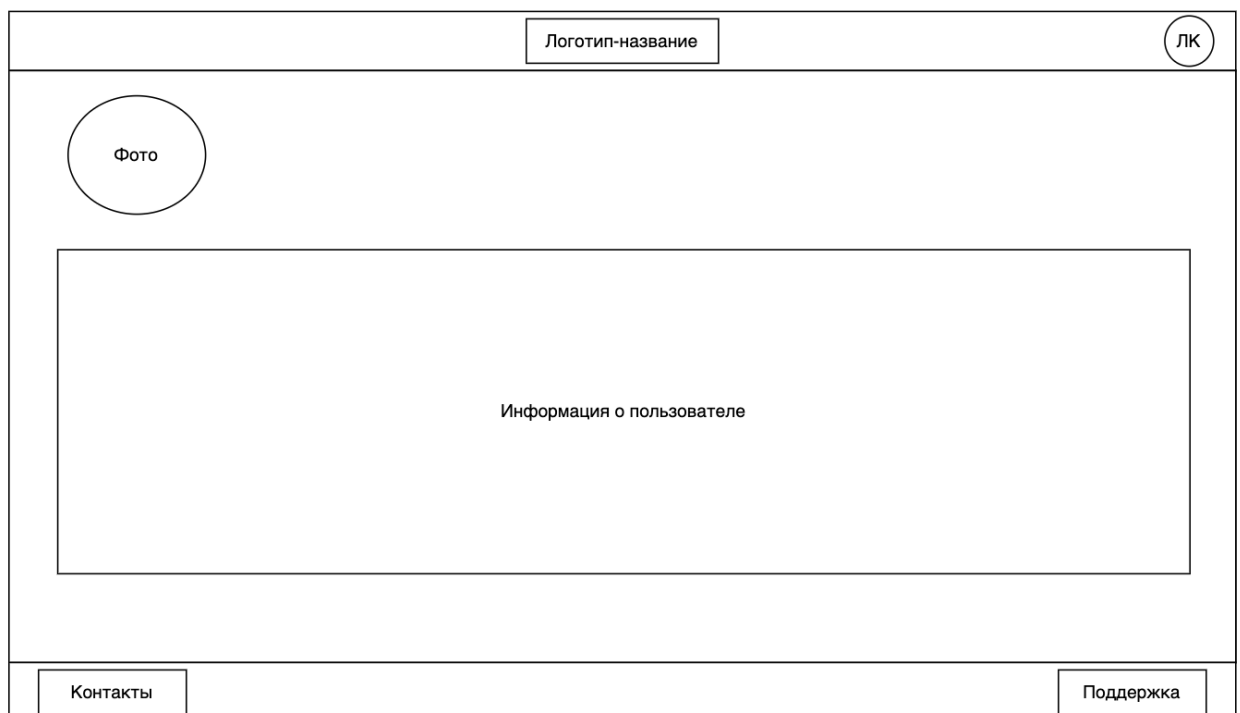 Логотип-название
ЛК
Фото
Информация о пользователе
Контакты
Поддержка